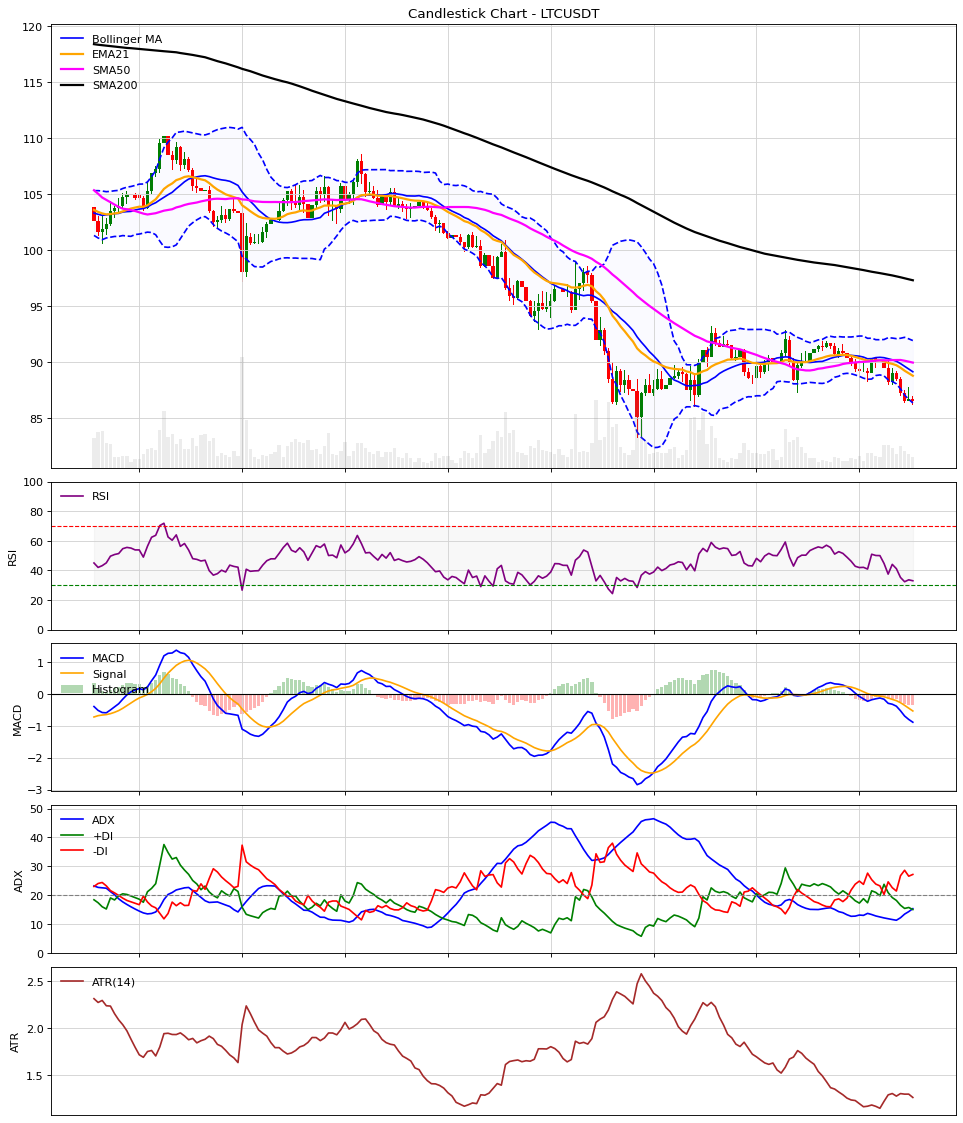 Candlestick Chart - LTCUSDT
120
115
110
105
100
95
90
85
Bollinger MA
EMA21
SMA50
SMA200
RSI
100
80
60
40
20
0
RSI
MACD
1
0
−1
−2
−3
MACD
Signal
Histogram
ADX
50
40
30
20
10
0
ADX
+DI
-DI
ATR
2.5
2.0
1.5
ATR(14)